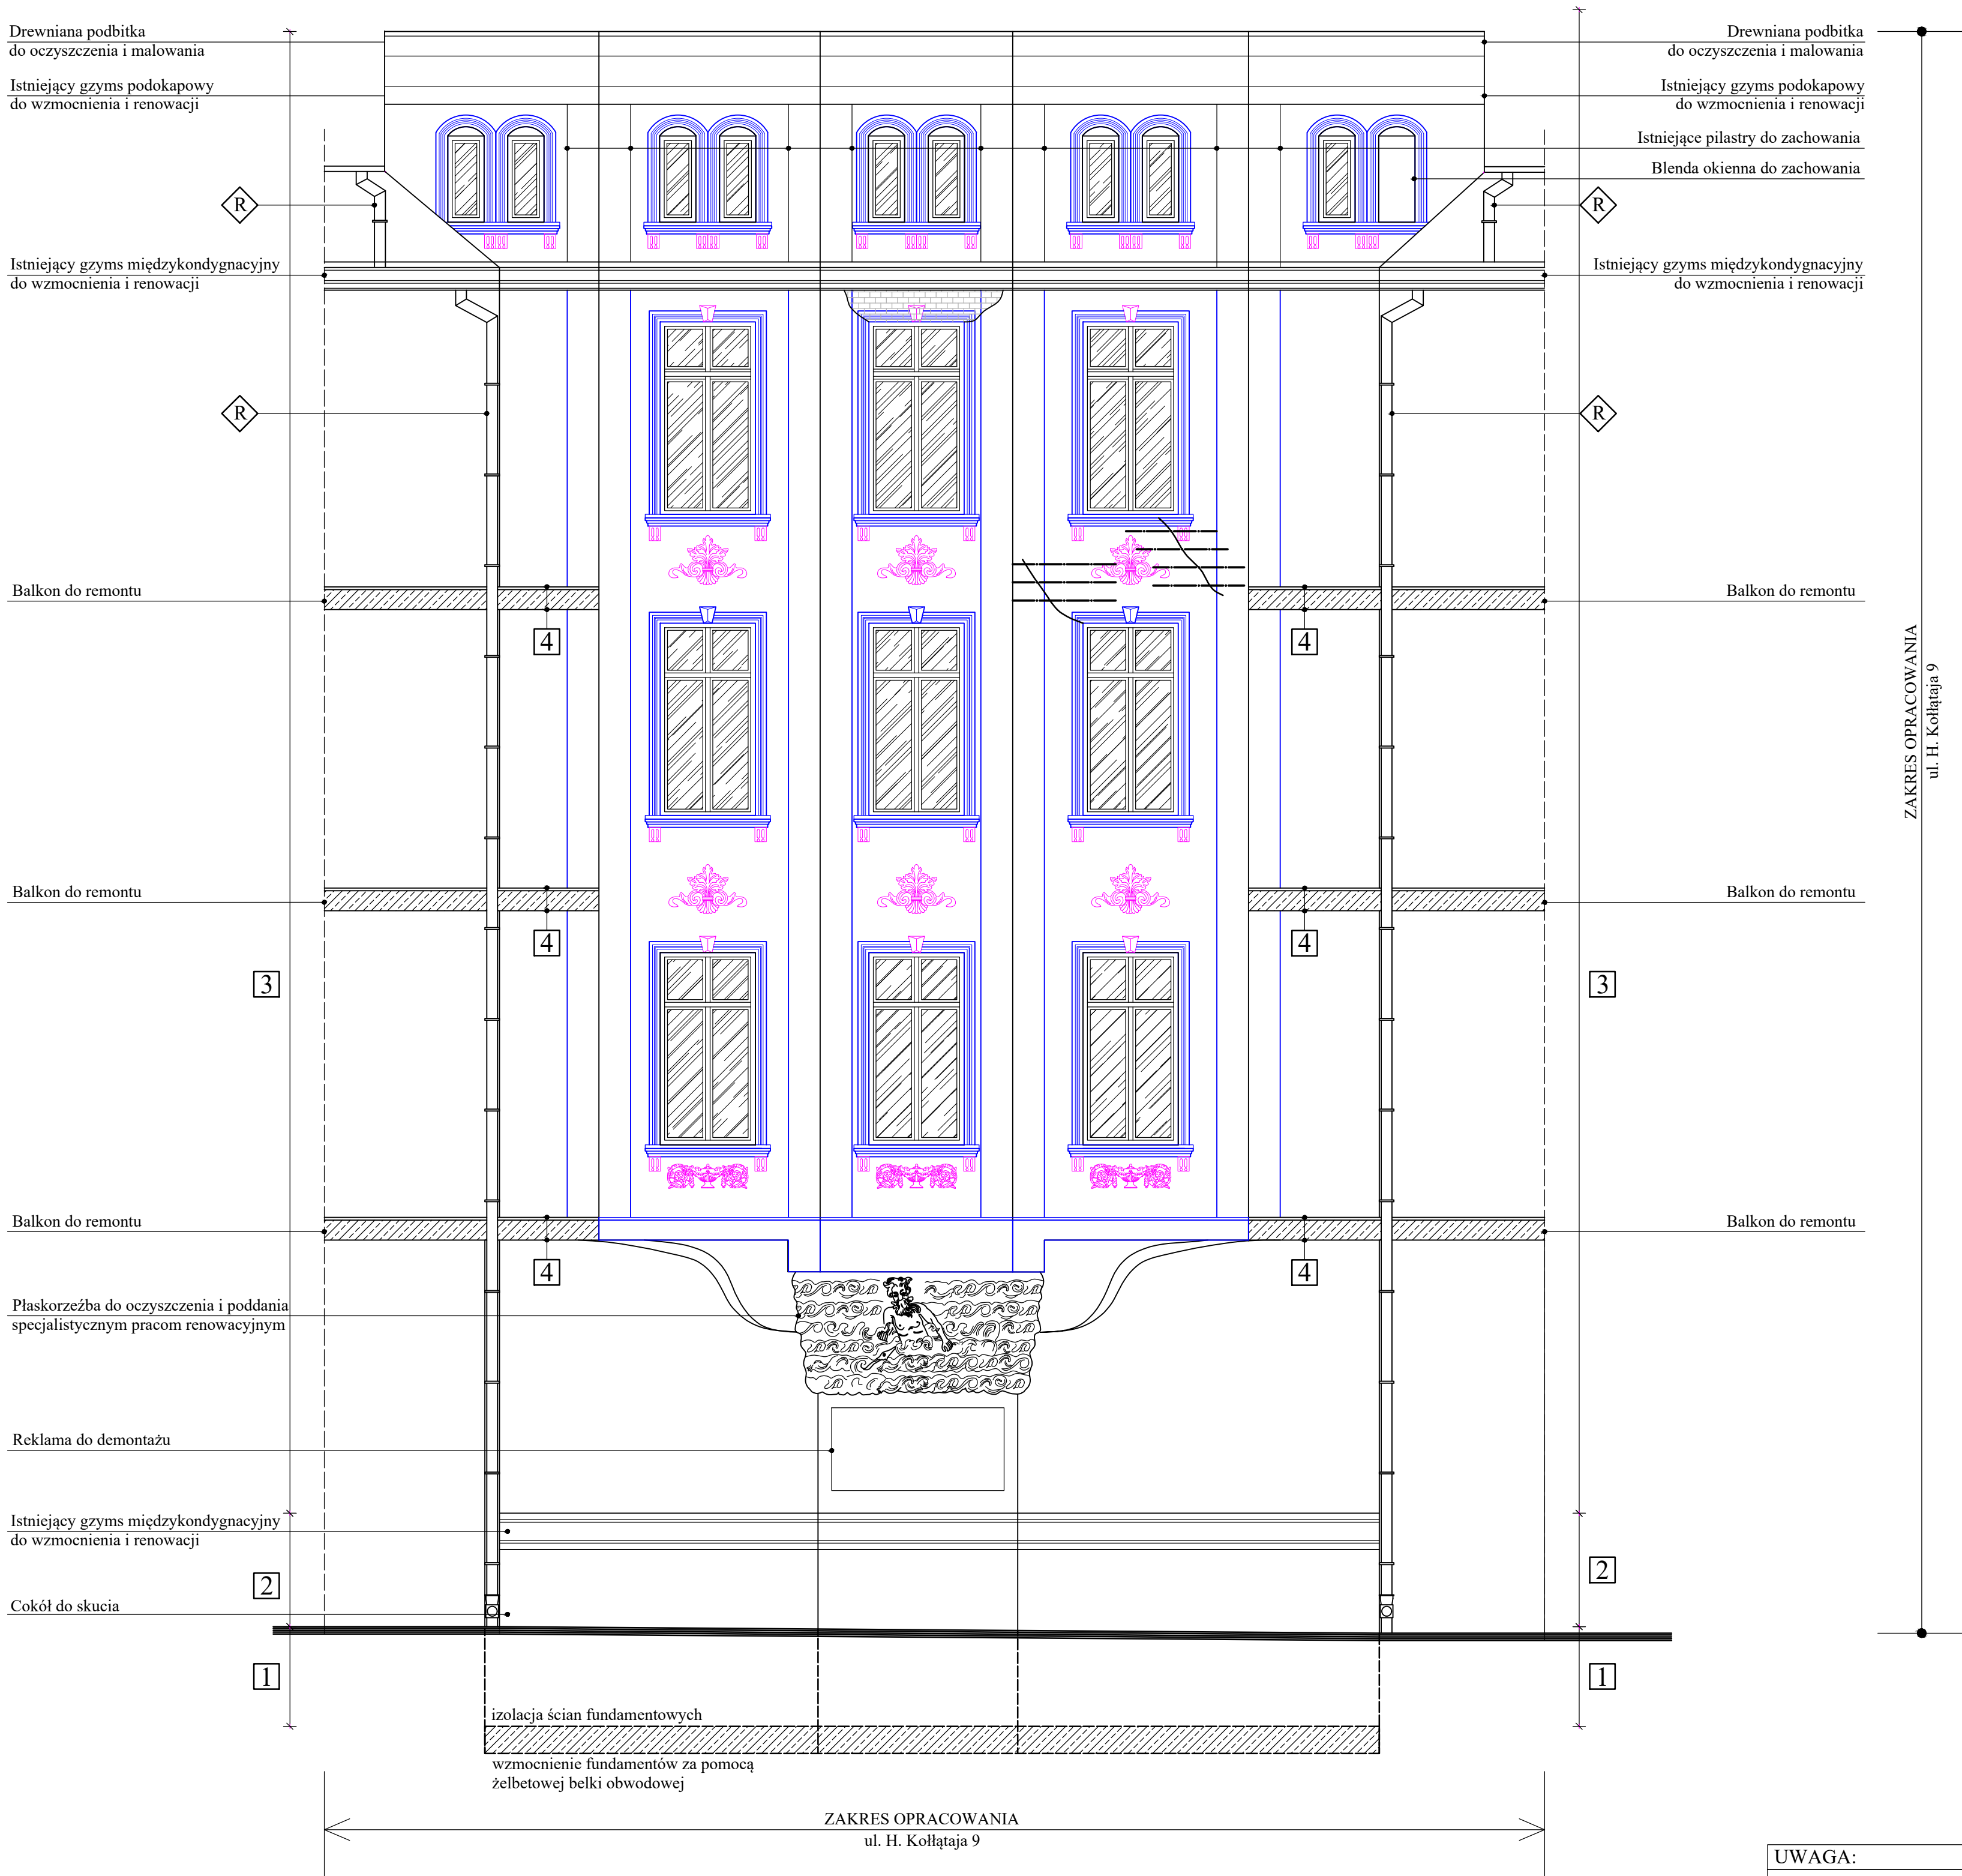 Drewniana podbitka
do oczyszczenia i malowania
Drewniana podbitka
do oczyszczenia i malowania
Istniejący gzyms podokapowy
do wzmocnienia i renowacji
Istniejący gzyms podokapowy
do wzmocnienia i renowacji
Istniejące pilastry do zachowania
Blenda okienna do zachowania
R
R
Istniejący gzyms międzykondygnacyjny
do wzmocnienia i renowacji
Istniejący gzyms międzykondygnacyjny
do wzmocnienia i renowacji
R
R
Balkon do remontu
Balkon do remontu
4
4
ZAKRES OPRACOWANIA
ul. H. Kołłątaja 9
Balkon do remontu
Balkon do remontu
4
4
3
3
Balkon do remontu
Balkon do remontu
4
4
Płaskorzeźba do oczyszczenia i poddania
specjalistycznym pracom renowacyjnym
Reklama do demontażu
Istniejący gzyms międzykondygnacyjny
do wzmocnienia i renowacji
2
2
Cokół do skucia
1
1
izolacja ścian fundamentowych
wzmocnienie fundamentów za pomocą
żelbetowej belki obwodowej
ZAKRES OPRACOWANIA
ul. H. Kołłątaja 9
UWAGA: